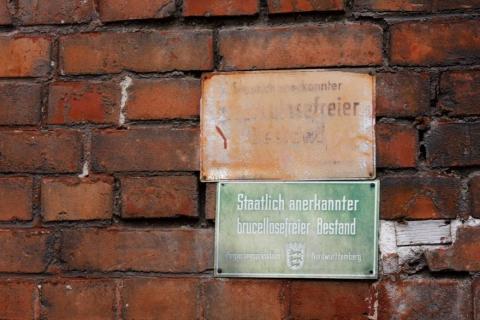 Staatlich anerkannter
brucellosefreier
Bestand
Staatlich anerkannter
brucellosefreier Bestand
Nordwürttemberg